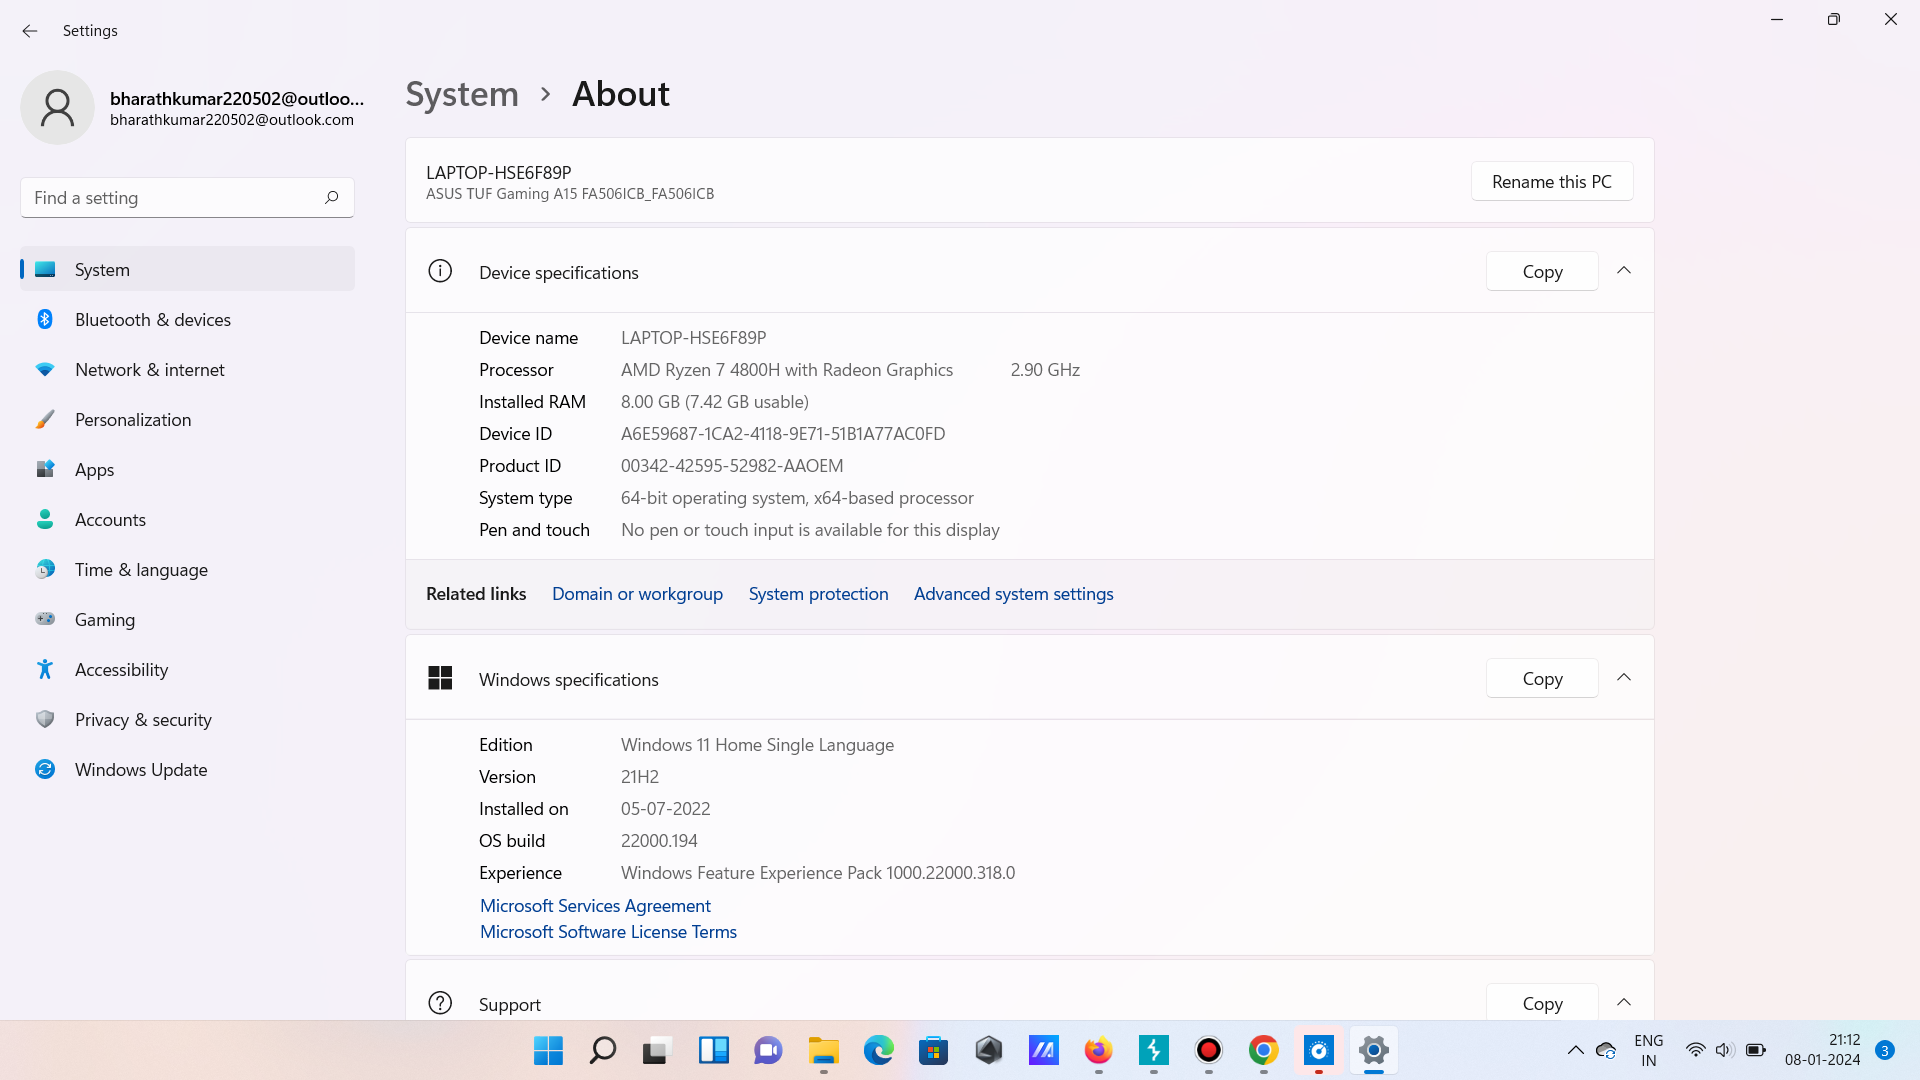 Settings
bharathkumar220502@outloo...
bharathkumar220502@outlook.com
Find a setting
System
Bluetooth & devices
Network & internet
Personalization
Apps
Accounts
Time & language
Gaming
Accessibility
Privacy & security
Windows Update
System > About
LAPTOP-HSE6F89P
ASUS TUF Gaming A15 FA506ICB_FA506ICB
Rename this PC
Device specifications
Copy
Device name LAPTOP-HSE6F89P
Processor AMD Ryzen 7 4800H with Radeon Graphics 2.90 GHz
Installed RAM 8.00 GB (7.42 GB usable)
Device ID A6E59687-1CA2-4118-9E71-51B1A77AC0FD
Product ID 00342-42595-52982-AAOEM
System type 64-bit operating system, x64-based processor
Pen and touch No pen or touch input is available for this display
Related links Domain or workgroup System protection Advanced system settings
Windows specifications
Copy
Edition Windows 11 Home Single Language
Version 21H2
Installed on 05-07-2022
OS build 22000.194
Experience Windows Feature Experience Pack 1000.22000.318.0
Microsoft Services Agreement
Microsoft Software License Terms
Support
Copy
ENG
IN
21:12
08-01-2024
3